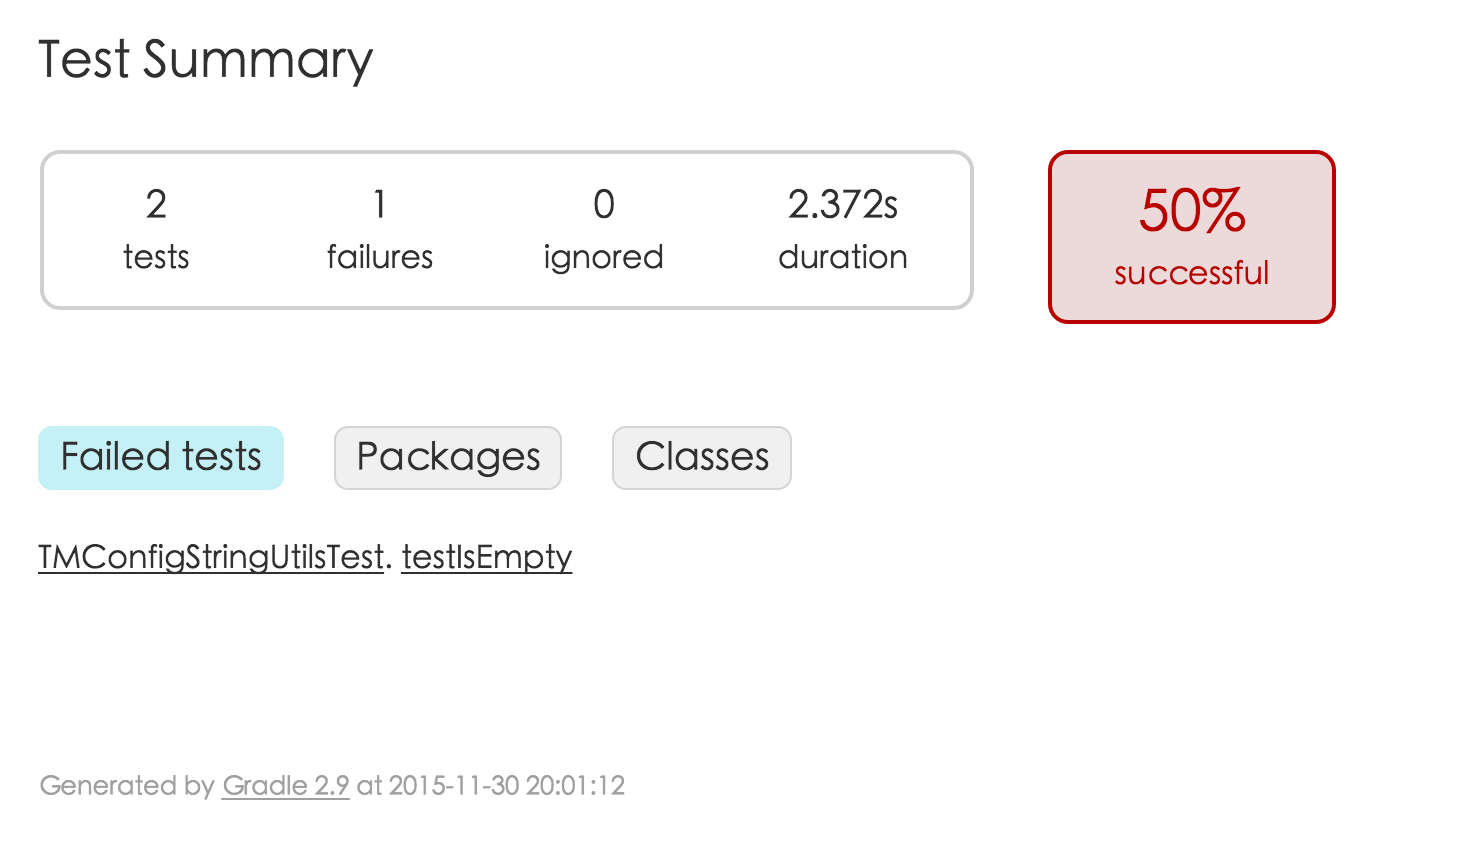 Test Summary
2 1 0 2.372s 50%
tests failures ignored duration successful
Failed tests Packages Classes
TMConfigStringUtilsTest. testIsEmpty
Generated by Gradle 2.9 at 2015-11-30 20:01:12